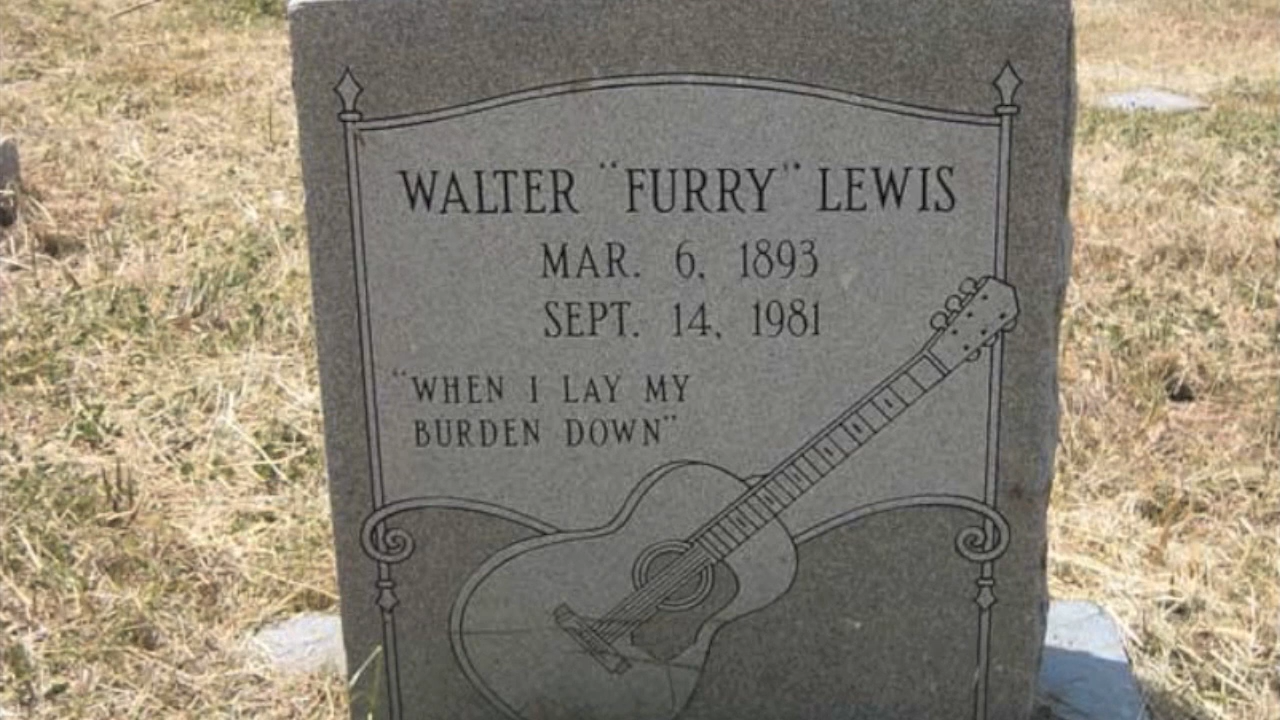 WALTER "FURRY" LEWIS
MAR. 6, 1893
SEPT. 14, 1981
"WHEN I LAY MY
BURDEN DOWN"